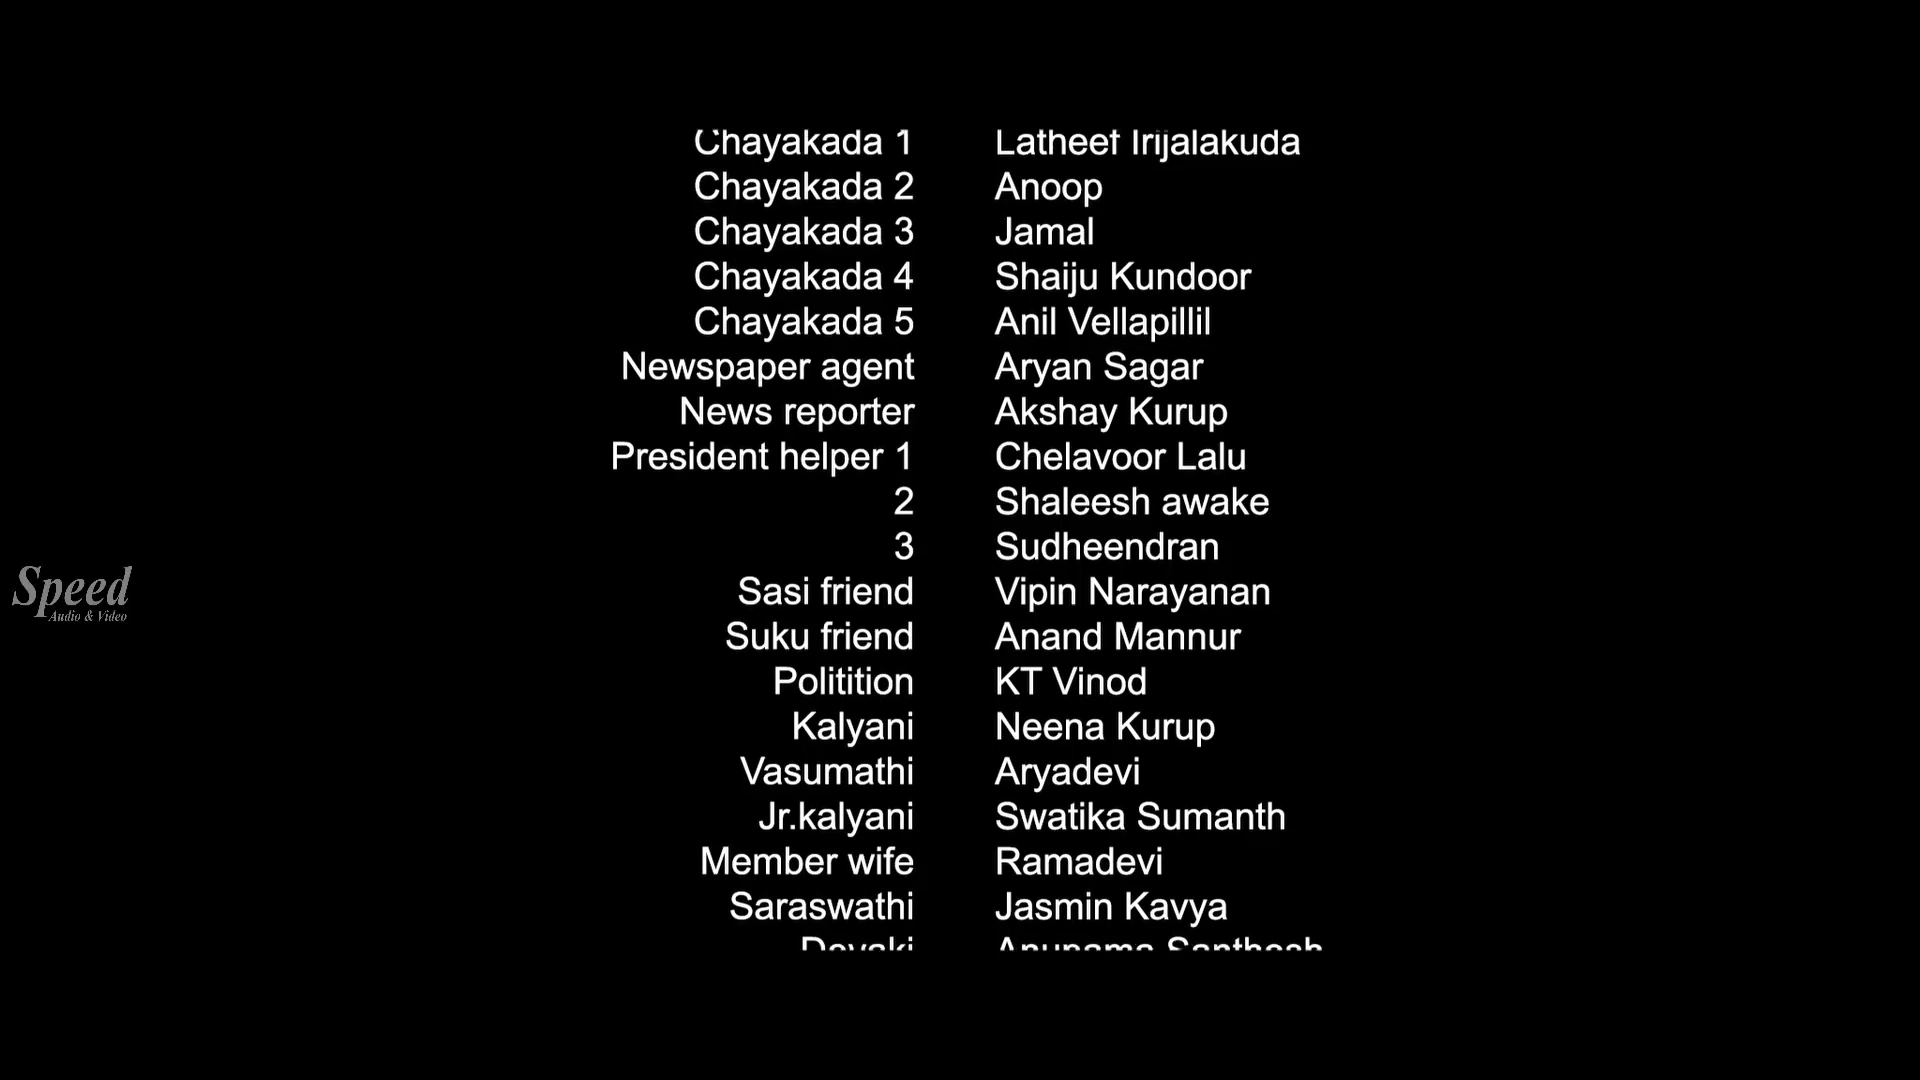 Chayakada 1 Latheef Irijalakuda
Chayakada 2 Anoop
Chayakada 3 Jamal
Chayakada 4 Shaiju Kundoor
Chayakada 5 Anil Vellapillil
Newspaper agent Aryan Sagar
News reporter Akshay Kurup
President helper 1 Chelavoor Lalu
2 Shaleesh awake
3 Sudheendran
Sasi friend Vipin Narayanan
Suku friend Anand Mannur
Politition KT Vinod
Kalyani Neena Kurup
Vasumathi Aryadevi
Jr.kalyani Swatika Sumanth
Member wife Ramadevi
Saraswathi Jasmin Kavya
Devaki Anupama Santhosh
Speed
Audio & Video